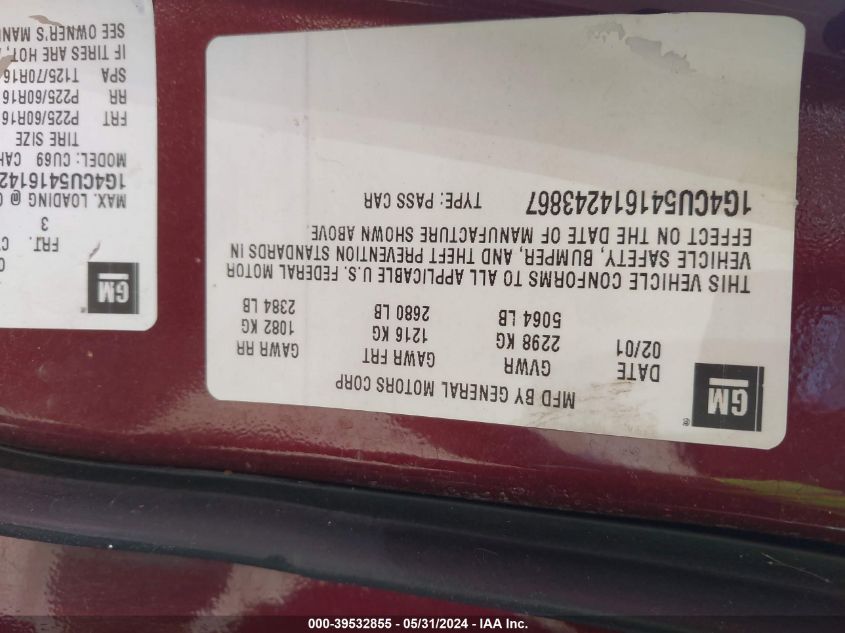 GM
®
MFD BY GENERAL MOTORS CORP
DATE GVWR GAWR FRT GAWR RR
02/01 2298 KG 1216 KG 1082 KG
5064 LB 2680 LB 2384 LB
THIS VEHICLE CONFORMS TO ALL APPLICABLE U.S. FEDERAL MOTOR
VEHICLE SAFETY, BUMPER, AND THEFT PREVENTION STANDARDS IN
EFFECT ON THE DATE OF MANUFACTURE SHOWN ABOVE.
1G4CU541614243867 TYPE: PASS CAR
GM
FRT.
3
MAX. LOADING @
1G4CU5416142
MODEL: CU69
TIRE SIZE
FRT P225/60R16
RR P225/60R16
SPA T125/70R16
IF TIRES ARE HOT,
SEE OWNER'S
000-39532855 - 05/31/2024 - IAA Inc.